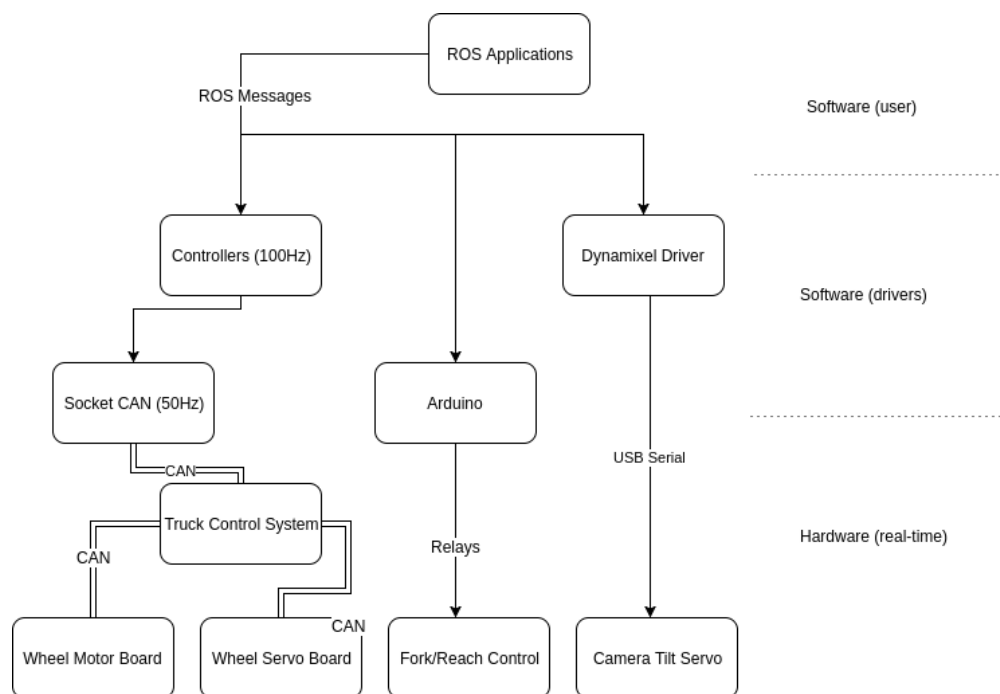 ROS Applications
ROS Messages
Software (user)
Controllers (100Hz)
Dynamixel Driver
Software (drivers)
Socket CAN (50Hz)
Arduino
USB Serial
CAN
Truck Control System
Hardware (real-time)
CAN
Relays
CAN
Wheel Motor Board
Wheel Servo Board
Fork/Reach Control
Camera Tilt Servo